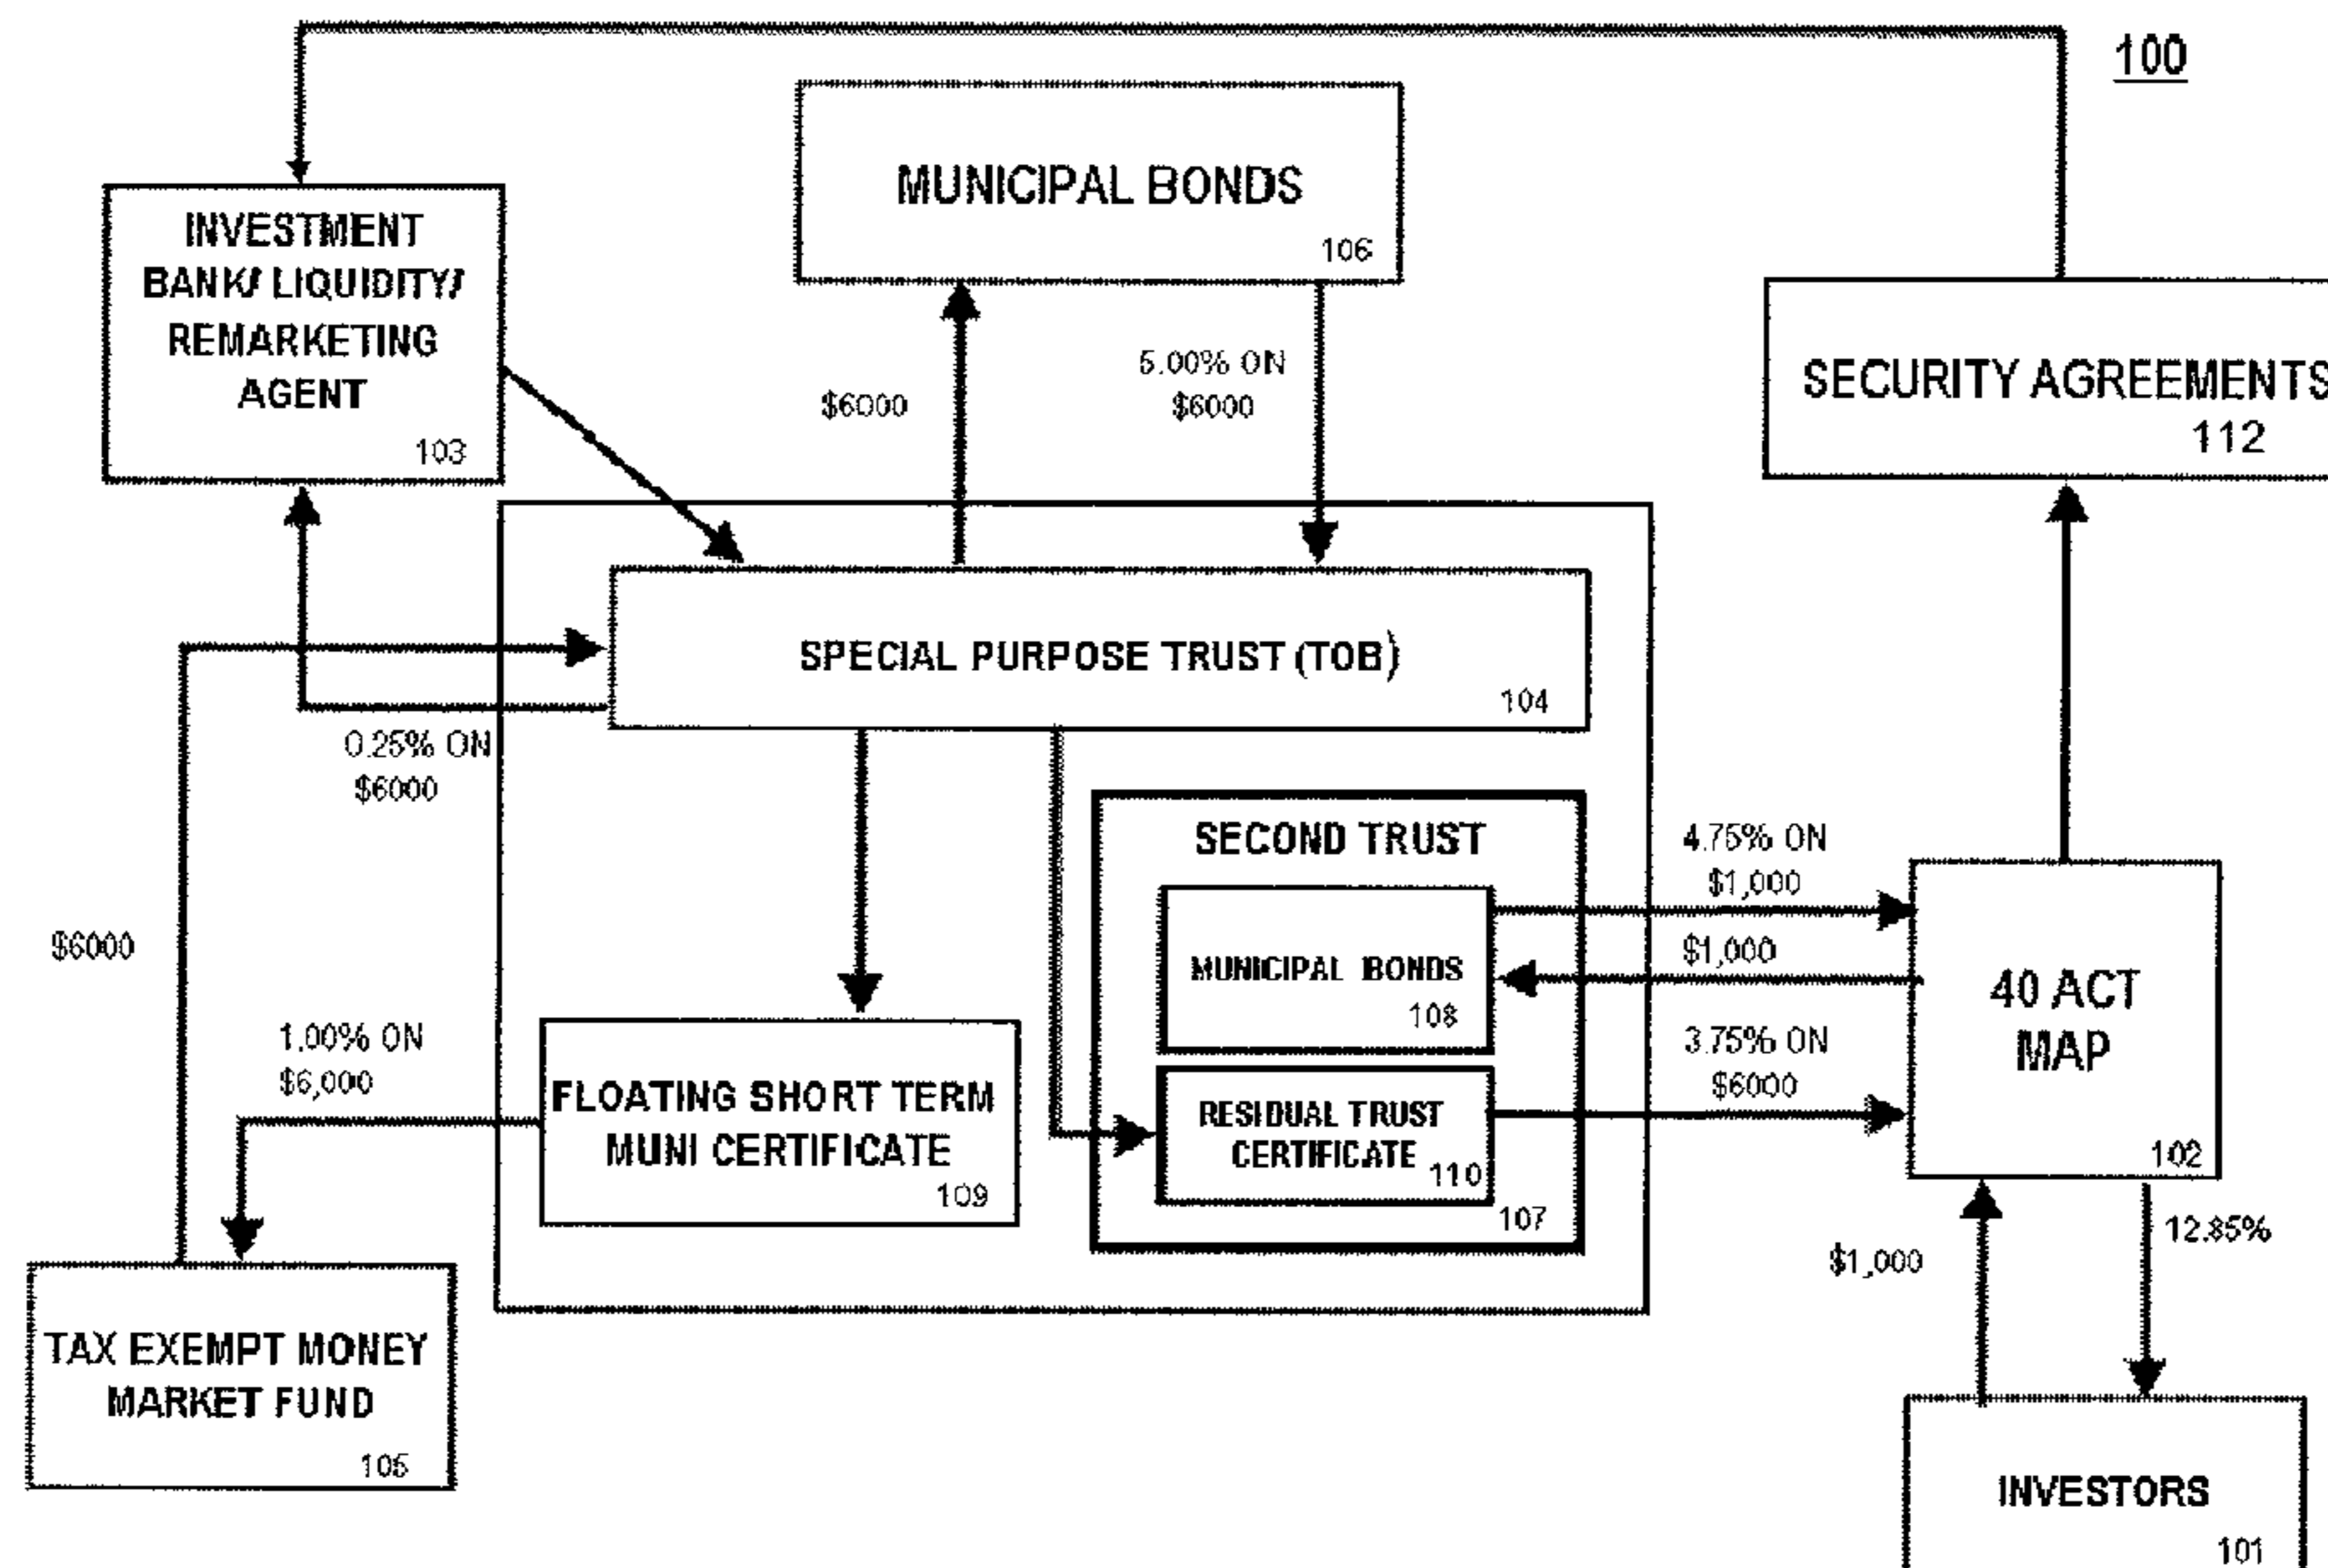 100
MUNICIPAL BONDS
106
INVESTMENT
BANK/ LIQUIDITY/
REMARKETING
AGENT
103
$6000
5.00% ON
$6000
SECURITY AGREEMENTS
112
SPECIAL PURPOSE TRUST (TOB)
104
0.25% ON
$6000
SECOND TRUST
MUNICIPAL BONDS
108
RESIDUAL TRUST
CERTIFICATE
110
107
4.75% ON
$1,000
$1,000
3.75% ON
$6000
40 ACT
MAP
102
$6000
1.00% ON
$6,000
FLOATING SHORT TERM
MUNI CERTIFICATE
109
TAX EXEMPT MONEY
MARKET FUND
105
$1,000
12.85%
INVESTORS
101